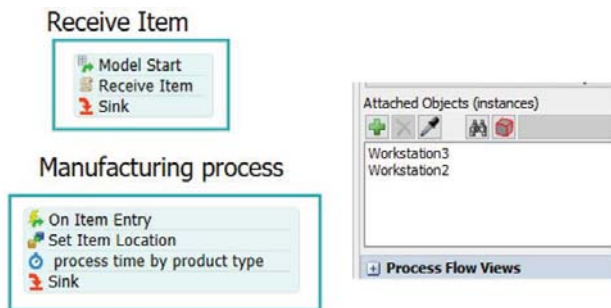 Receive Item
Model Start
Receive Item
Sink
Manufacturing process
On Item Entry
Set Item Location
process time by product type
Sink
Attached Objects (instances)
Workstation3
Workstation2
Process Flow Views